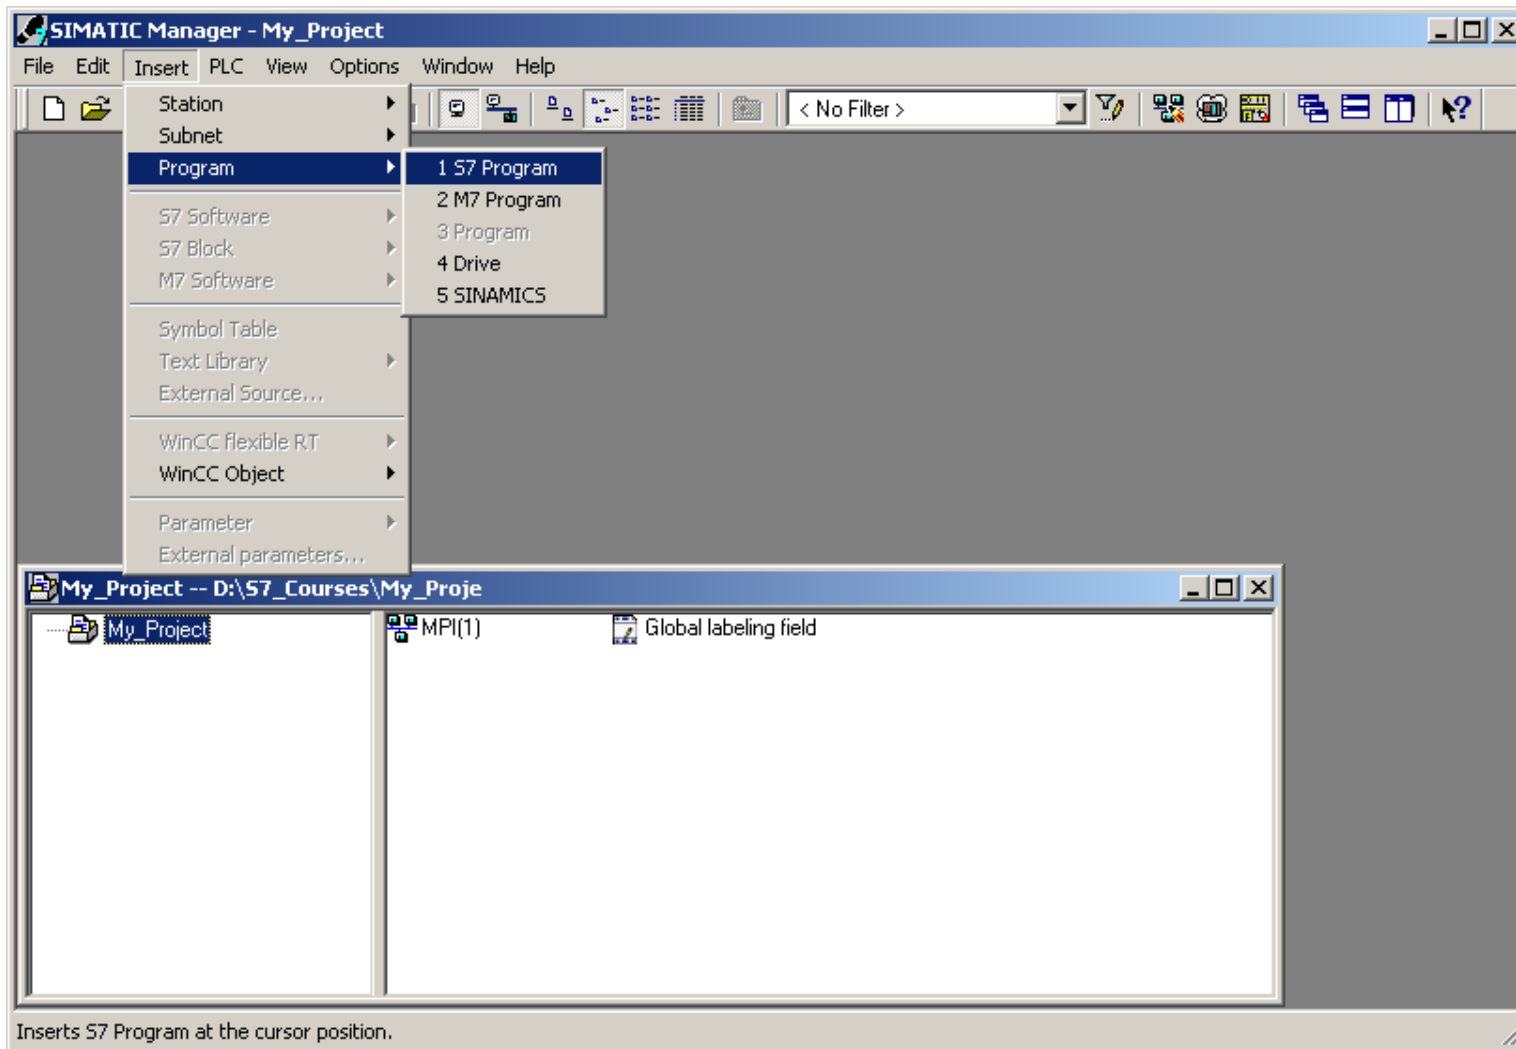 SIMATIC Manager - My_Project
File Edit Insert PLC View Options Window Help
< No Filter >
Station
Subnet
Program
S7 Software
S7 Block
M7 Software
Symbol Table
Text Library
External Source...
WinCC flexible RT
WinCC Object
Parameter
External parameters...
1 S7 Program
2 M7 Program
3 Program
4 Drive
5 SINAMICS
My_Project -- D:\S7_Courses\My_Proje
My_Project
MPI(1) Global labeling field
Inserts S7 Program at the cursor position.